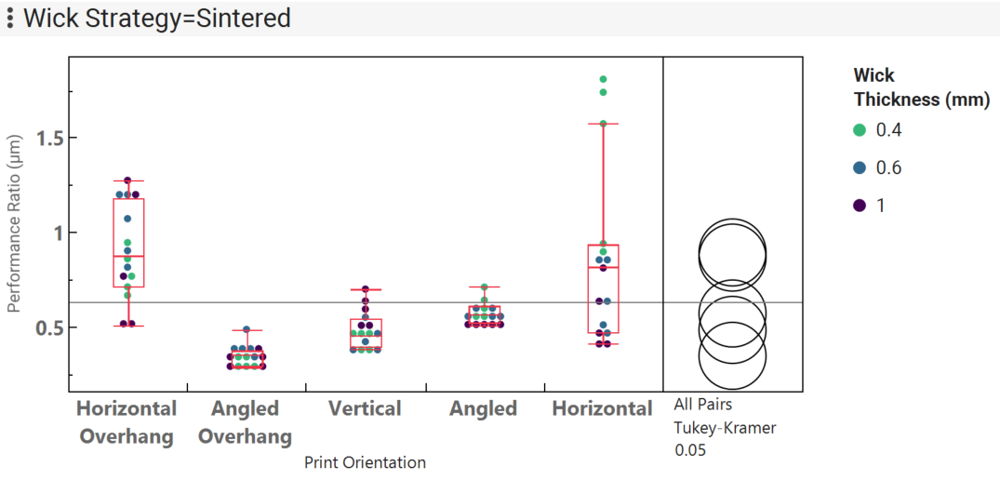 Wick Strategy=Sintered
Performance Ratio (µm)
1.5
1
0.5
Horizontal Overhang
Angled Overhang
Vertical
Angled
Horizontal
Print Orientation
All Pairs
Tukey-Kramer
0.05
Wick
Thickness (mm)
0.4
0.6
1